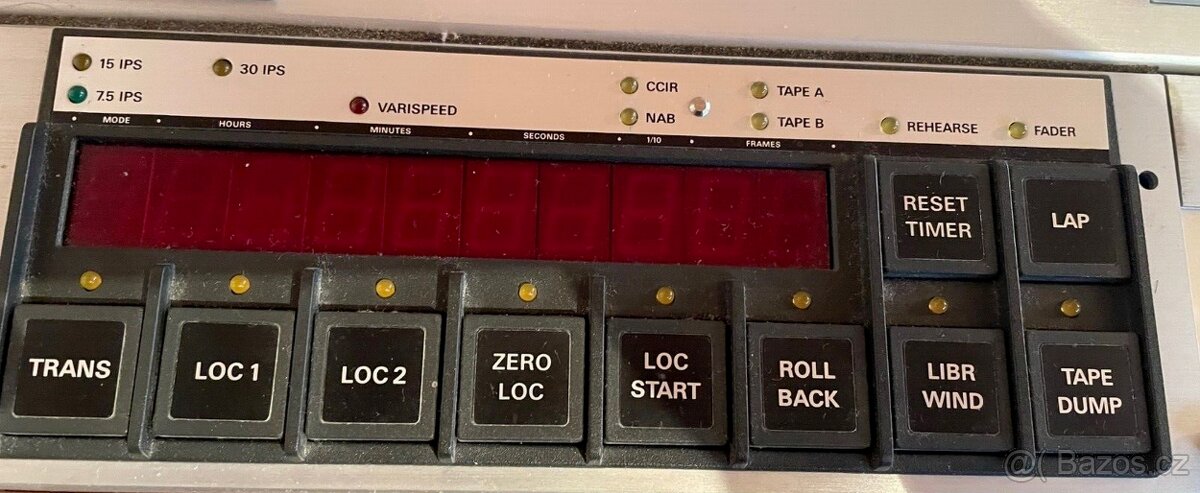 15 IPS
30 IPS
7.5 IPS
VARISPEED
CCIR
NAB
TAPE A
TAPE B
REHEARSE
FADER
MODE HOURS MINUTES SECONDS 1/10 FRAMES
RESET
TIMER
LAP
TRANS
LOC 1
LOC 2
ZERO
LOC
LOC
START
ROLL
BACK
LIBR
WIND
TAPE
DUMP
Bazos.cz